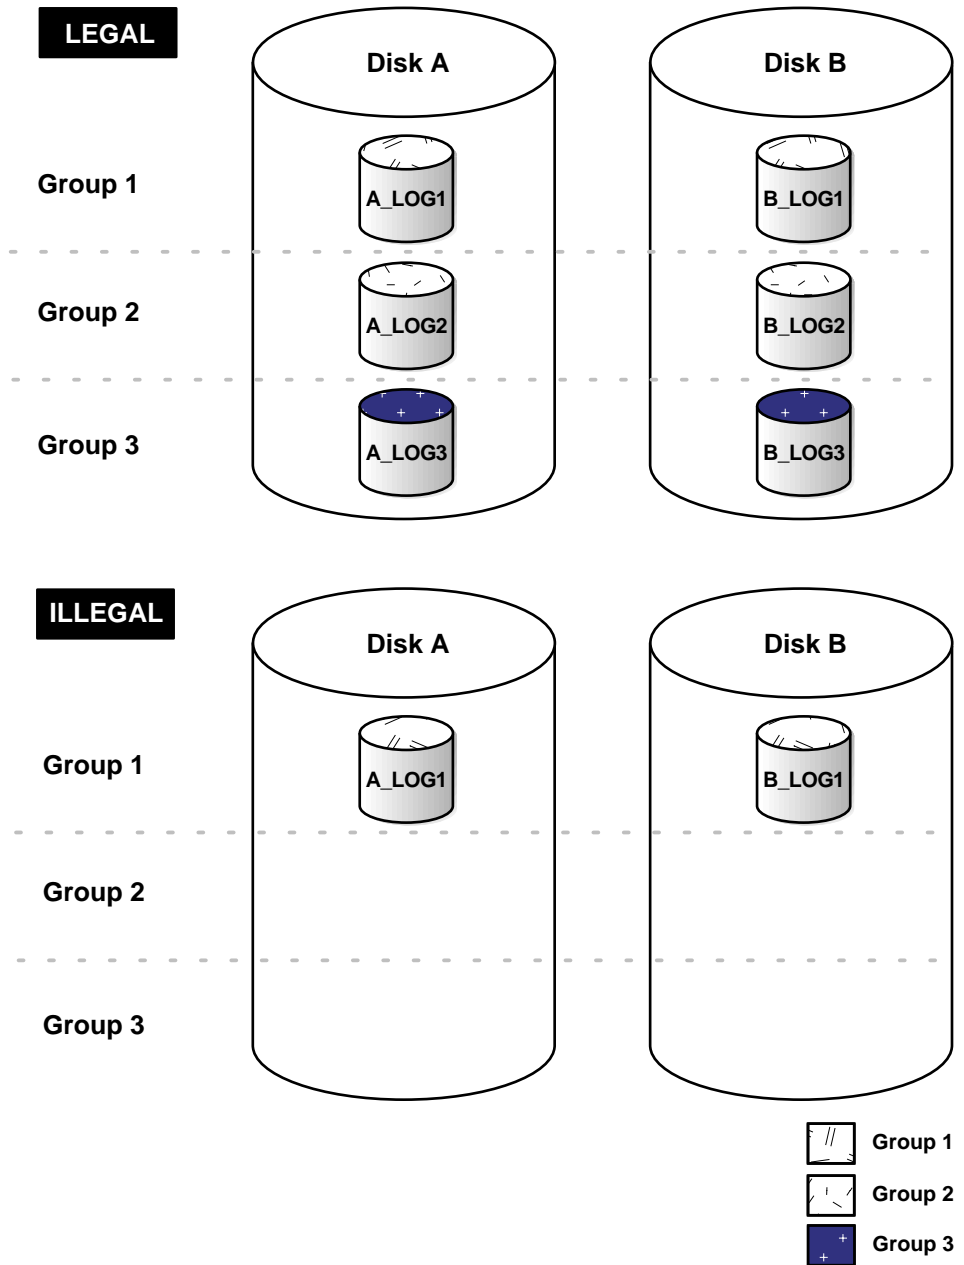 LEGAL
Disk A
Disk B
Group 1
A_LOG1
B_LOG1
Group 2
A_LOG2
B_LOG2
Group 3
A_LOG3
B_LOG3
ILLEGAL
Disk A
Disk B
Group 1
A_LOG1
B_LOG1
Group 2
Group 3
Group 1
Group 2
Group 3